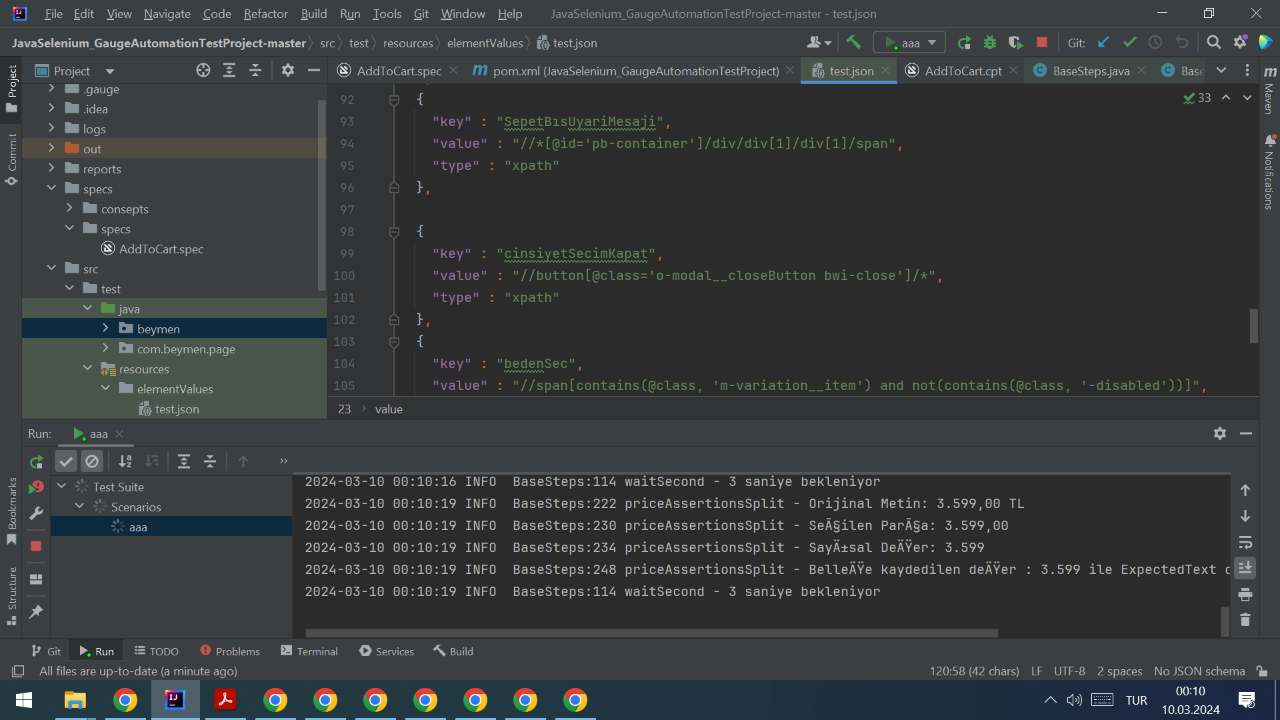 File Edit View Navigate Code Refactor Build Run Tools Git Window Help JavaSelenium_GaugeAutomationTestProject-master - test.json
JavaSelenium_GaugeAutomationTestProject-master src test resources elementValues test.json aaa Git:
Project AddToCart.spec pom.xml (JavaSelenium_GaugeAutomationTestProject) test.json AddToCart.cpt BaseSteps.java Base
Project
Commit
Bookmarks
Structure
Maven
Notifications
.gauge
.idea
logs
out
reports
specs
consepts
specs
AddToCart.spec
src
test
java
beymen
com.beymen.page
resources
elementValues
test.json
33
92 {
93 "key" : "SepetBısUyariMesaji",
94 "value" : "//*[@id='pb-container']/div/div[1]/div[1]/span",
95 "type" : "xpath"
96 },
97
98 {
99 "key" : "cinsiyetSecimKapat",
100 "value" : "//button[@class='o-modal__closeButton bwi-close']/*",
101 "type" : "xpath"
102 },
103 {
104 "key" : "bedenSec",
105 "value" : "//span[contains(@class, 'm-variation__item') and not(contains(@class, '-disabled'))]",
23 value
Run: aaa
Test Suite
Scenarios
aaa
2024-03-10 00:10:16 INFO BaseSteps:114 waitSecond - 3 saniye bekleniyor
2024-03-10 00:10:19 INFO BaseSteps:222 priceAssertionsSplit - Orijinal Metin: 3.599,00 TL
2024-03-10 00:10:19 INFO BaseSteps:230 priceAssertionsSplit - SeÃ§ilen ParÃ§a: 3.599,00
2024-03-10 00:10:19 INFO BaseSteps:234 priceAssertionsSplit - SayÄ±sal DeÄŸer: 3.599
2024-03-10 00:10:19 INFO BaseSteps:248 priceAssertionsSplit - BelleÄŸe kaydedilen deÄŸer : 3.599 ile ExpectedText
2024-03-10 00:10:19 INFO BaseSteps:114 waitSecond - 3 saniye bekleniyor
Git Run TODO Problems Terminal Services Build
All files are up-to-date (a minute ago) 120:58 (42 chars) LF UTF-8 2 spaces No JSON schema
TUR 00:10
10.03.2024